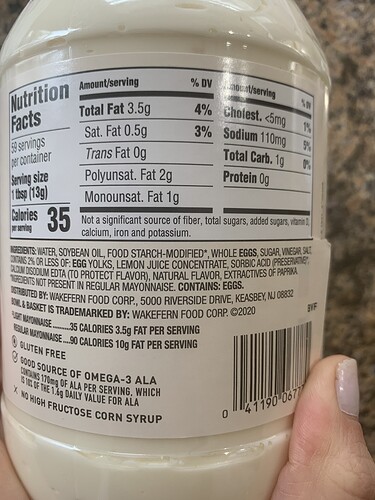 Nutrition
Facts
59 servings
per container
Serving size
1 tbsp (13g)
Calories
per serving
35
Amount/serving % DV
Total Fat 3.5g 4%
Sat. Fat 0.5g 3%
Trans Fat 0g
Polyunsat. Fat 2g
Monounsat. Fat 1g
Amount/serving % DV
Cholest. <5mg 1%
Sodium 110mg 5%
Total Carb. 1g 0%
Protein 0g
Not a significant source of fiber, total sugars, added sugars, vitamin D,
calcium, iron and potassium.
INGREDIENTS: WATER, SOYBEAN OIL, FOOD STARCH-MODIFIED*, WHOLE EGGS, SUGAR, VINEGAR, SALT,
CONTAINS 2% OR LESS OF: EGG YOLKS, LEMON JUICE CONCENTRATE, SORBIC ACID (PRESERVATIVE)*,
CALCIUM DISODIUM EDTA (TO PROTECT FLAVOR), NATURAL FLAVOR, EXTRACTIVES OF PAPRIKA.
*INGREDIENTS NOT PRESENT IN REGULAR MAYONNAISE. CONTAINS: EGGS.
DISTRIBUTED BY: WAKEFERN FOOD CORP., 5000 RIVERSIDE DRIVE, KEASBEY, NJ 08832
BOWL & BASKET IS TRADEMARKED BY: WAKEFERN FOOD CORP. ©2020
LIGHT MAYONNAISE..........35 CALORIES 3.5g FAT PER SERVING
REGULAR MAYONNAISE...90 CALORIES 10g FAT PER SERVING
GLUTEN FREE
GOOD SOURCE OF OMEGA-3 ALA
CONTAINS 170mg OF ALA PER SERVING, WHICH
IS 10% OF THE 1.6g DAILY VALUE FOR ALA
NO HIGH FRUCTOSE CORN SYRUP
0 41190 067